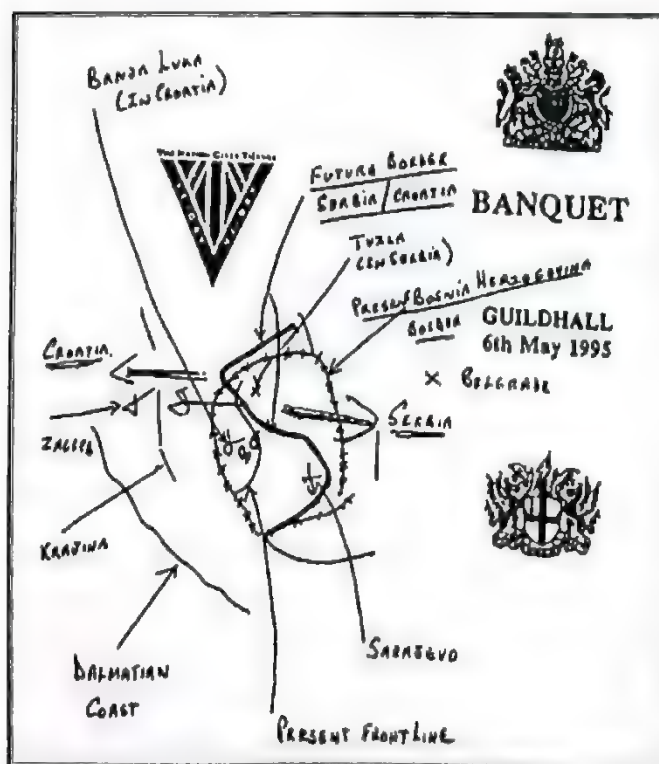 BANJA LUKA
(IN CROATIA)
FUTURE BORDER
SERBIA / CROATIA
BANQUET
TUZLA
(IN SERBIA)
PRESENT BOSNIA HERZOGOVINA
BORDER
GUILDHALL
6th May 1995
CROATIA
× BELGRADE
SERBIA
ZAGREB
KRAJINA
SARAJEVO
DALMATIAN
COAST
PRESENT FRONT LINE